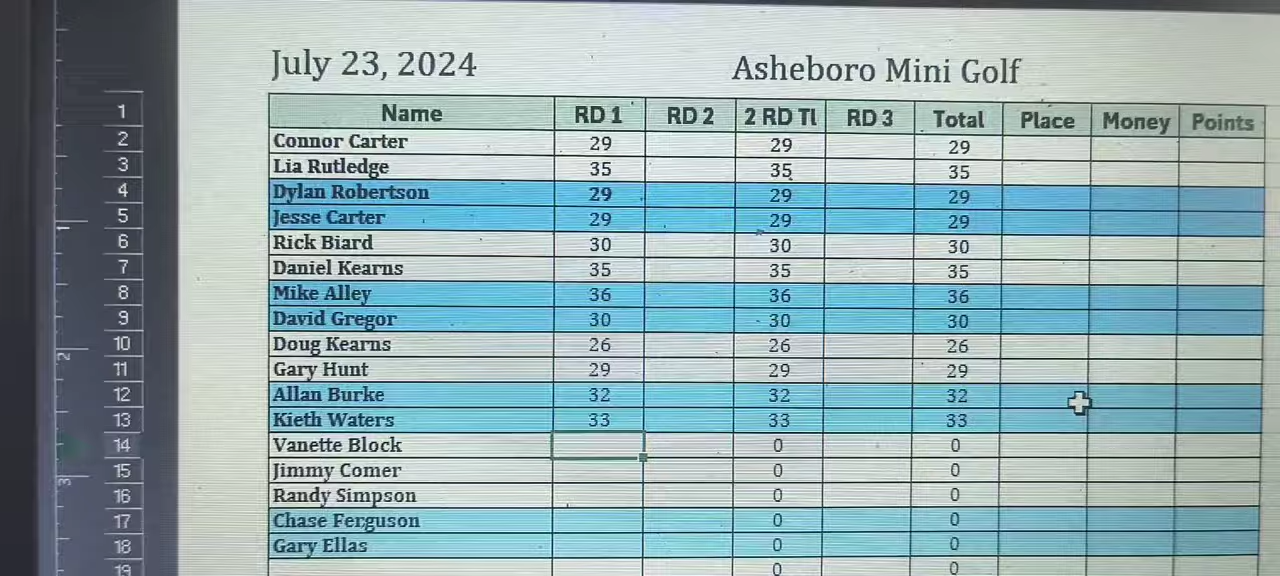 July 23, 2024 Asheboro Mini Golf
1 Name RD 1 RD 2 2 RD Tl RD 3 Total Place Money Points
2 Connor Carter 29 29 29
3 Lia Rutledge 35 35 35
4 Dylan Robertson 29 29 29
5 Jesse Carter 29 29 29
6 Rick Biard 30 30 30
7 Daniel Kearns 35 35 35
8 Mike Alley 36 36 36
9 David Gregor 30 30 30
10 Doug Kearns 26 26 26
11 Gary Hunt 29 29 29
12 Allan Burke 32 32 32
13 Kieth Waters 33 33 33
14 Vanette Block 0 0
15 Jimmy Comer 0 0
16 Randy Simpson 0 0
17 Chase Ferguson 0 0
18 Gary Ellas 0 0
19 0 0
1
2
3